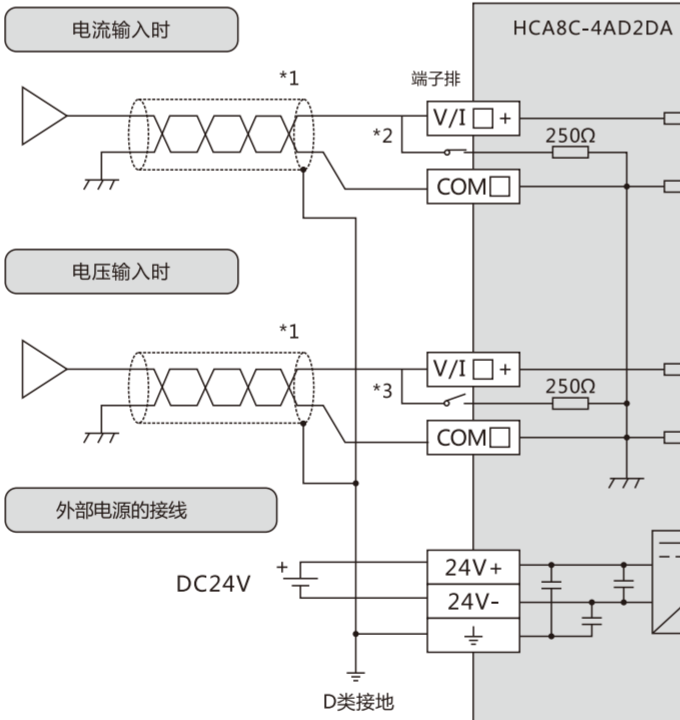 电流输入时
HCA8C-4AD2DA
*1
端子排
V/I□+
*2
250Ω
COM□
电压输入时
*1
V/I□+
*3
250Ω
COM□
外部电源的接线
DC24V
+
24V+
24V-
D类接地